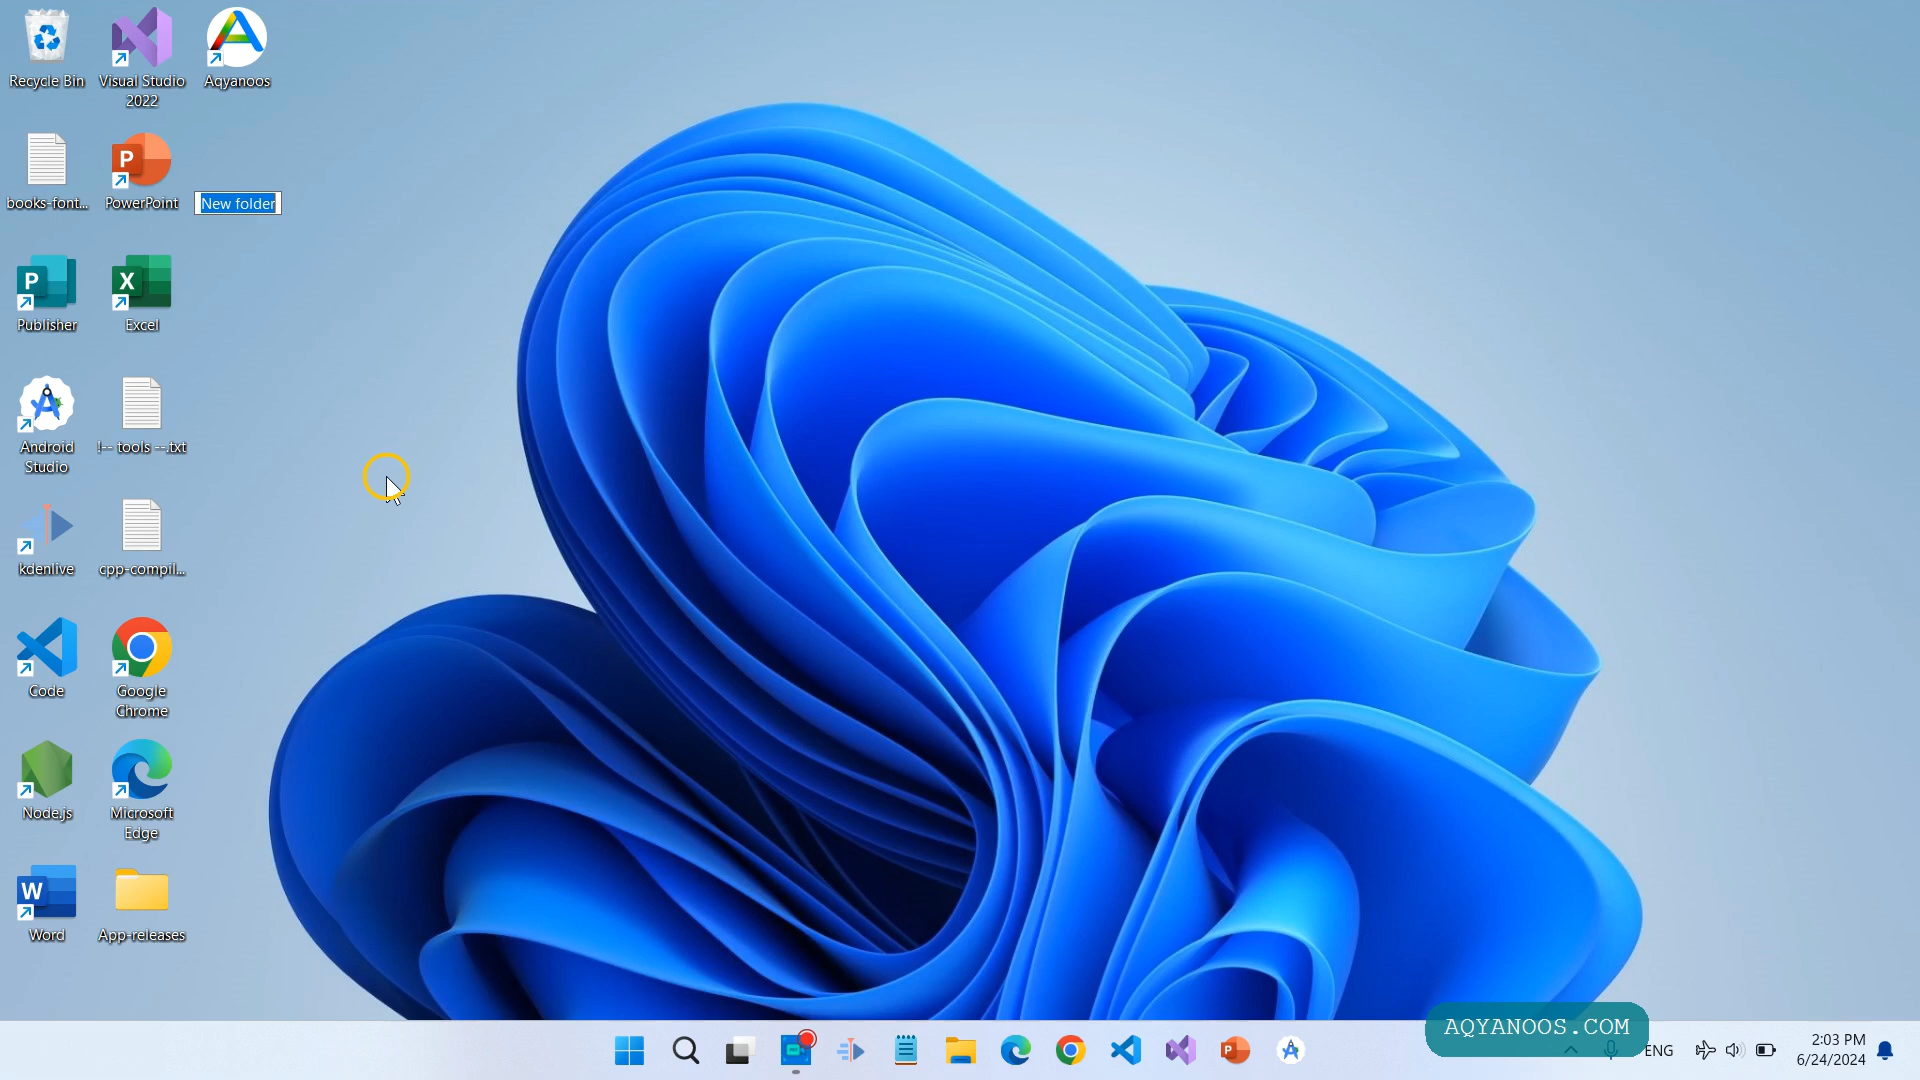 Recycle Bin
Visual Studio
2022
Aqyanoos
books-font...
PowerPoint
New folder
Publisher
Excel
Android
Studio
!-- tools --.txt
kdenlive
cpp-compil...
Code
Google
Chrome
Node.js
Microsoft
Edge
Word
App-releases
AQYANOOS.COM
ENG
2:03 PM
6/24/2024